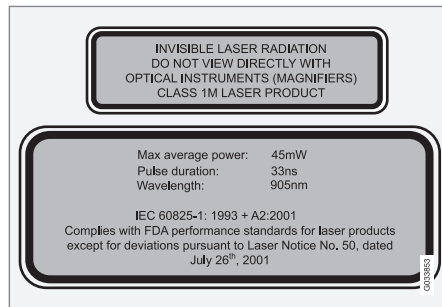 INVISIBLE LASER RADIATION
DO NOT VIEW DIRECTLY WITH
OPTICAL INSTRUMENTS (MAGNIFIERS)
CLASS 1M LASER PRODUCT
Max average power: 45mW
Pulse duration: 33ns
Wavelength: 905nm
IEC 60825-1: 1993 + A2:2001
Complies with FDA performance standards for laser products
except for deviations pursuant to Laser Notice No. 50, dated
July 26th, 2001
G033853